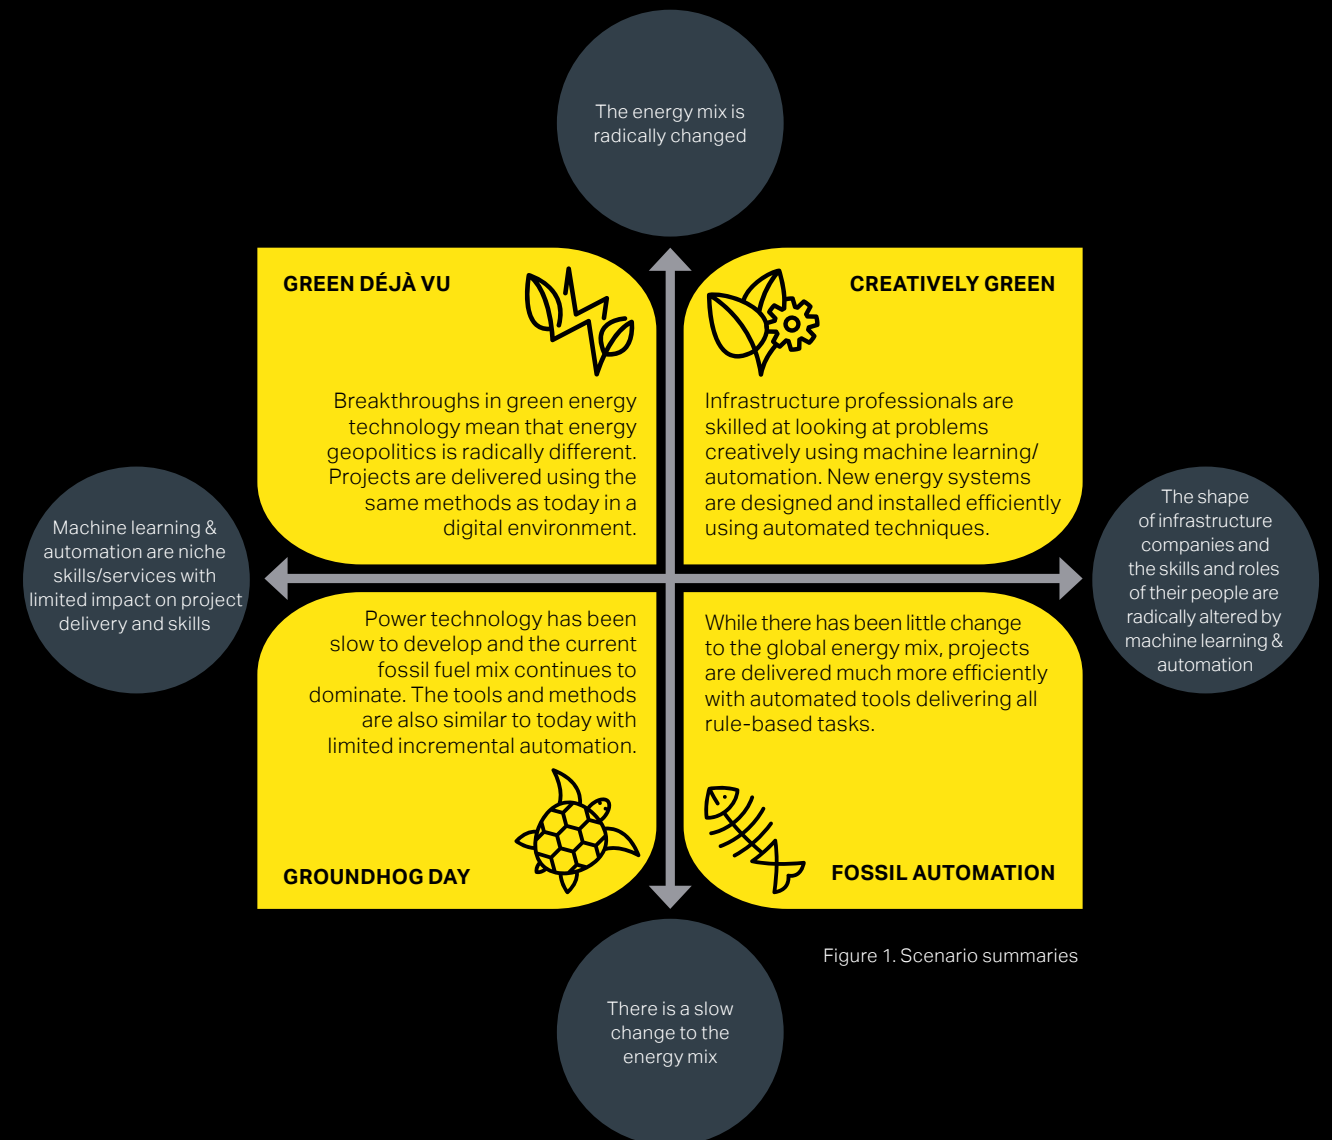 The energy mix is
radically changed
GREEN DÉJÀ VU
Breakthroughs in green energy
technology mean that energy
geopolitics is radically different.
Projects are delivered using the
same methods as today in a
digital environment.
CREATIVELY GREEN
Infrastructure professionals are
skilled at looking at problems
creatively using machine learning/
automation. New energy systems
are designed and installed efficiently
using automated techniques.
Machine learning &
automation are niche
skills/services with
limited impact on project
delivery and skills
The shape
of infrastructure
companies and
the skills and roles
of their people are
radically altered by
machine learning &
automation
Power technology has been
slow to develop and the current
fossil fuel mix continues to
dominate. The tools and methods
are also similar to today with
limited incremental automation.
GROUNDHOG DAY
While there has been little change
to the global energy mix, projects
are delivered much more efficiently
with automated tools delivering all
rule-based tasks.
FOSSIL AUTOMATION
Figure 1. Scenario summaries
There is a slow
change to the
energy mix